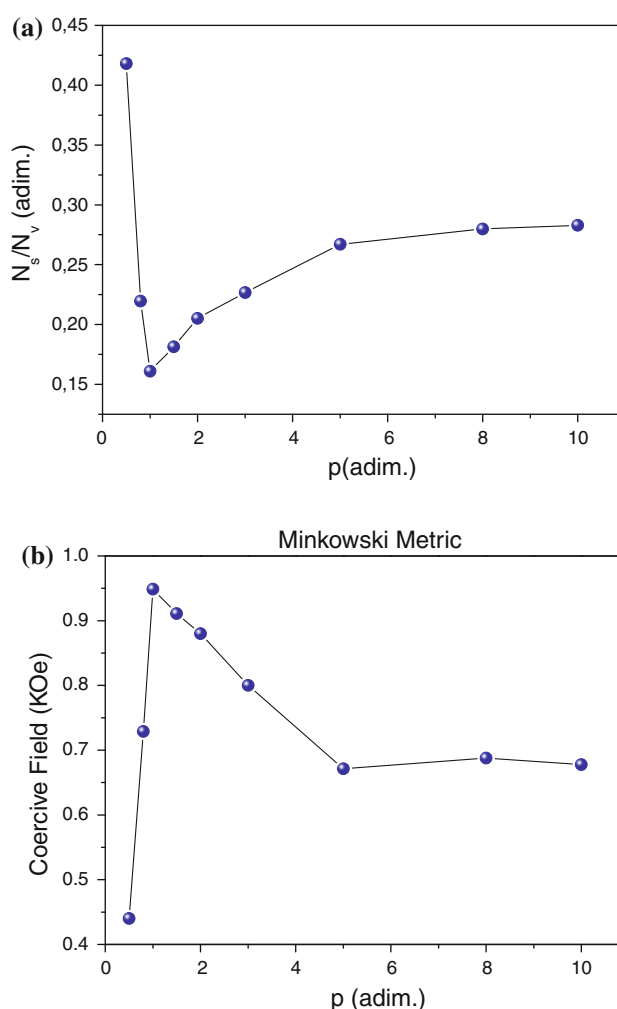 (a)
0,45
0,40
0,35
0,30
0,25
0,20
0,15
N_s/N_v (adim.)
0 2 4 6 8 10
p(adim.)
(b)
Minkowski Metric
1.0
0.9
0.8
0.7
0.6
0.5
0.4
Coercive Field (KOe)
0 2 4 6 8 10
p (adim.)